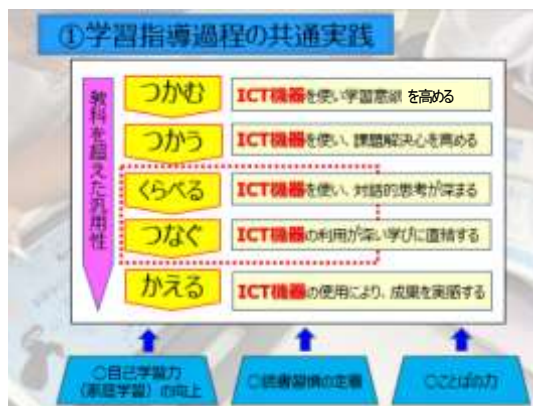 ①学習指導過程の共通実践
教科を超えた汎用性
つかむ
ICT機器を使い学習意欲を高める
つかう
ICT機器を使い、課題解決心を高める
くらべる
ICT機器を使い、対話的思考が深まる
つなぐ
ICT機器の利用が深い学びに直結する
かえる
ICT機器の使用により、成果を実感する
○自己学習力
(家庭学習)の向上
○読書習慣の定着
○ことばの力